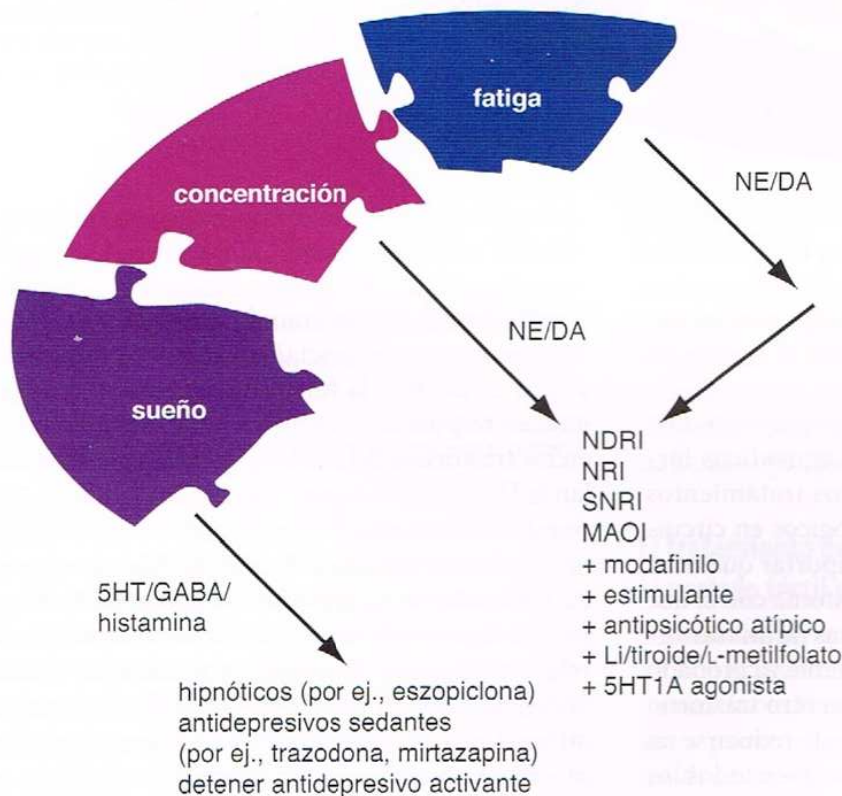 fatiga
concentración
sueño
NE/DA
NE/DA
NDRI
NRI
SNRI
MAOI
+ modafinilo
+ estimulante
+ antipsicótico atípico
+ Li/tiroide/L-metilfolato
+ 5HT1A agonista
5HT/GABA/
histamina
hipnóticos (por ej., eszopiclona)
antidepresivos sedantes
(por ej., trazodona, mirtazapina)
detener antidepresivo activante